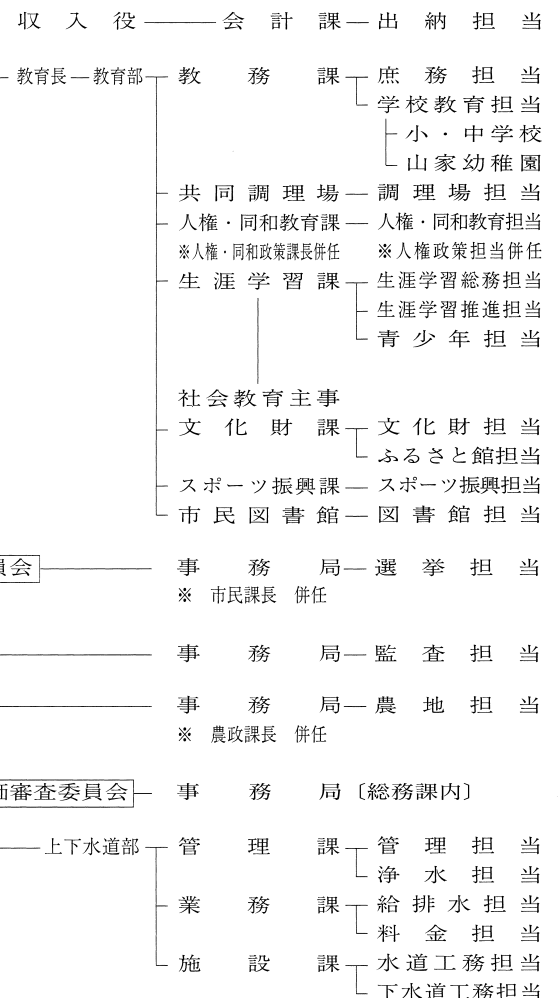 収入役 会計課 出納担当
教育長 教育部 教務課 庶務担当
学校教育担当
小・中学校
山家幼稚園
共同調理場 調理場担当
人権・同和教育課 人権・同和教育担当
※人権・同和政策課長併任 ※人権政策担当併任
生涯学習課 生涯学習総務担当
生涯学習推進担当
青少年担当
社会教育主事
文化財課 文化財担当
ふるさと館担当
スポーツ振興課 スポーツ振興担当
市民図書館 図書館担当
員会 事務局 選挙担当
※ 市民課長 併任
事務局 監査担当
事務局 農地担当
※ 農政課長 併任
価審査委員会 事務局〔総務課内〕
上下水道部 管理課 管理担当
浄水担当
業務課 給排水担当
料金担当
施設課 水道工務担当
下水道工務担当